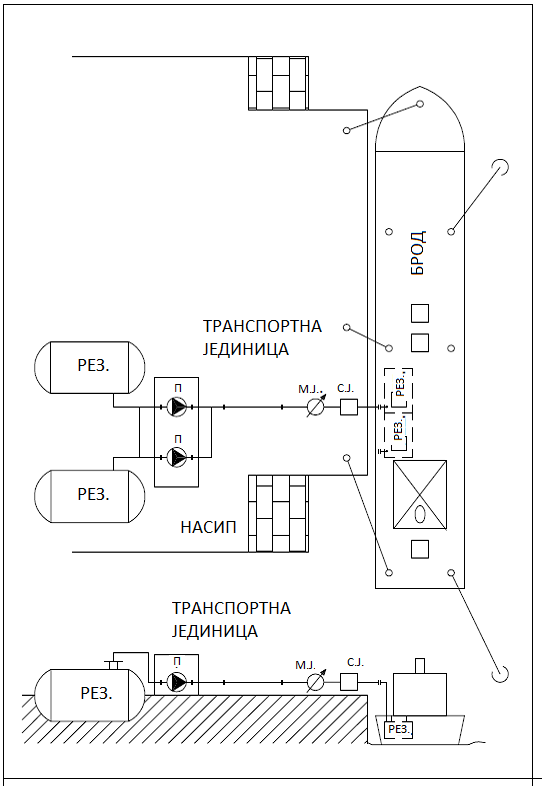 БРОД
ТРАНСПОРТНА
ЈЕДИНИЦА
РЕЗ.
П
М.Ј..
С.Ј.
РЕЗ.
РЕЗ.
П
РЕЗ.
НАСИП
ТРАНСПОРТНА
ЈЕДИНИЦА
П
М.Ј.
С.Ј.
РЕЗ.
РЕЗ.